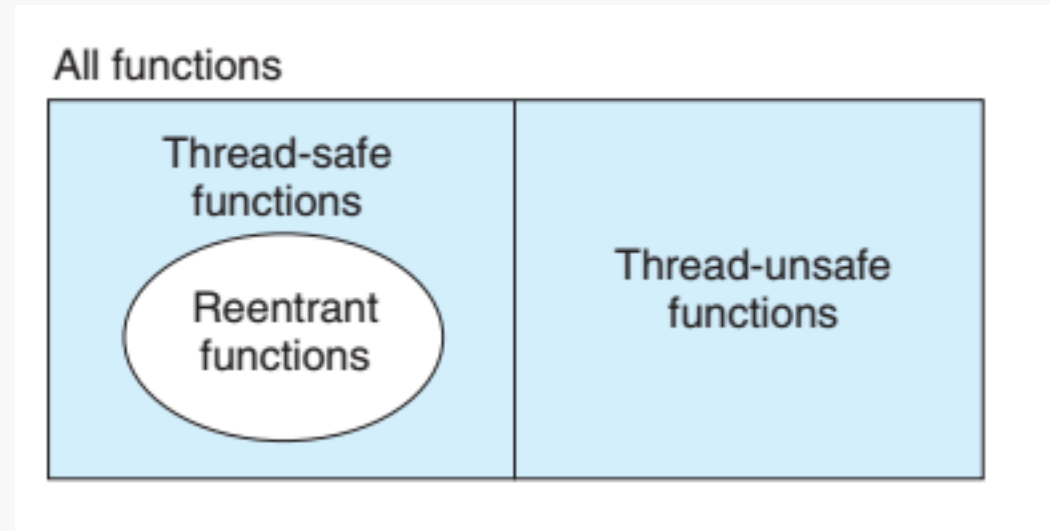 All functions
Thread-safe
functions
Reentrant
functions
Thread-unsafe
functions